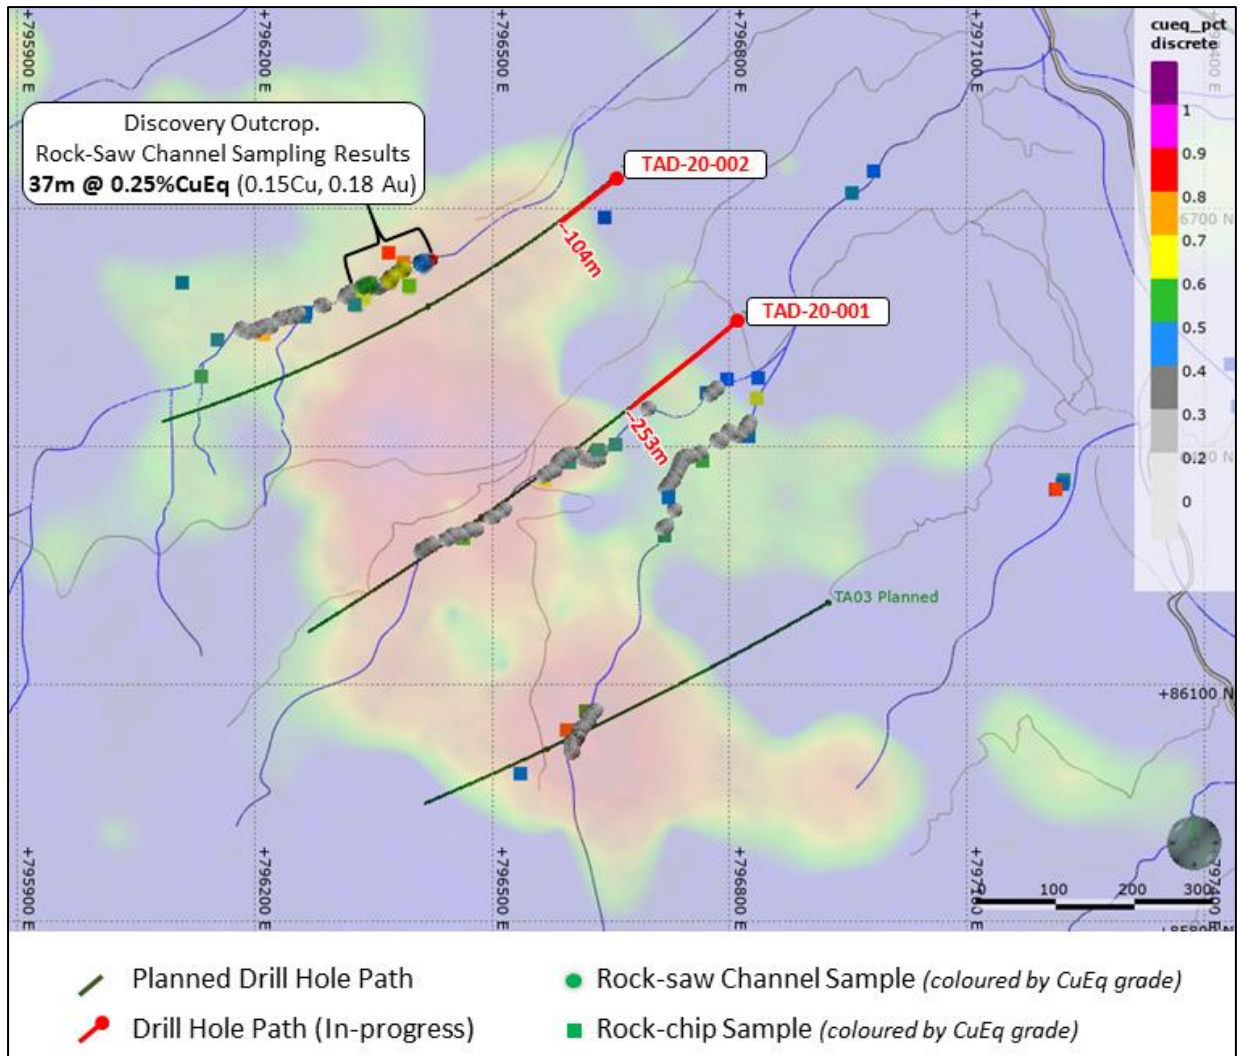 +795900 E
+796200 E
+796500 E
+796800 E
+797100 E
cueq_pct
discrete
1
0.9
0.8
0.7
0.6
0.5
0.4
0.3
0.2
0
6700 N
Discovery Outcrop.
Rock-Saw Channel Sampling Results
37m @ 0.25%CuEq (0.15Cu, 0.18 Au)
TAD-20-002
~104m
TAD-20-001
~253m
TA03 Planned
+86100 N
+795900 E
+796200 E
+796500 E
+796800 E
+797100 E
+797400 E
0 100 200 300
Planned Drill Hole Path
Rock-saw Channel Sample (coloured by CuEq grade)
Drill Hole Path (In-progress)
Rock-chip Sample (coloured by CuEq grade)